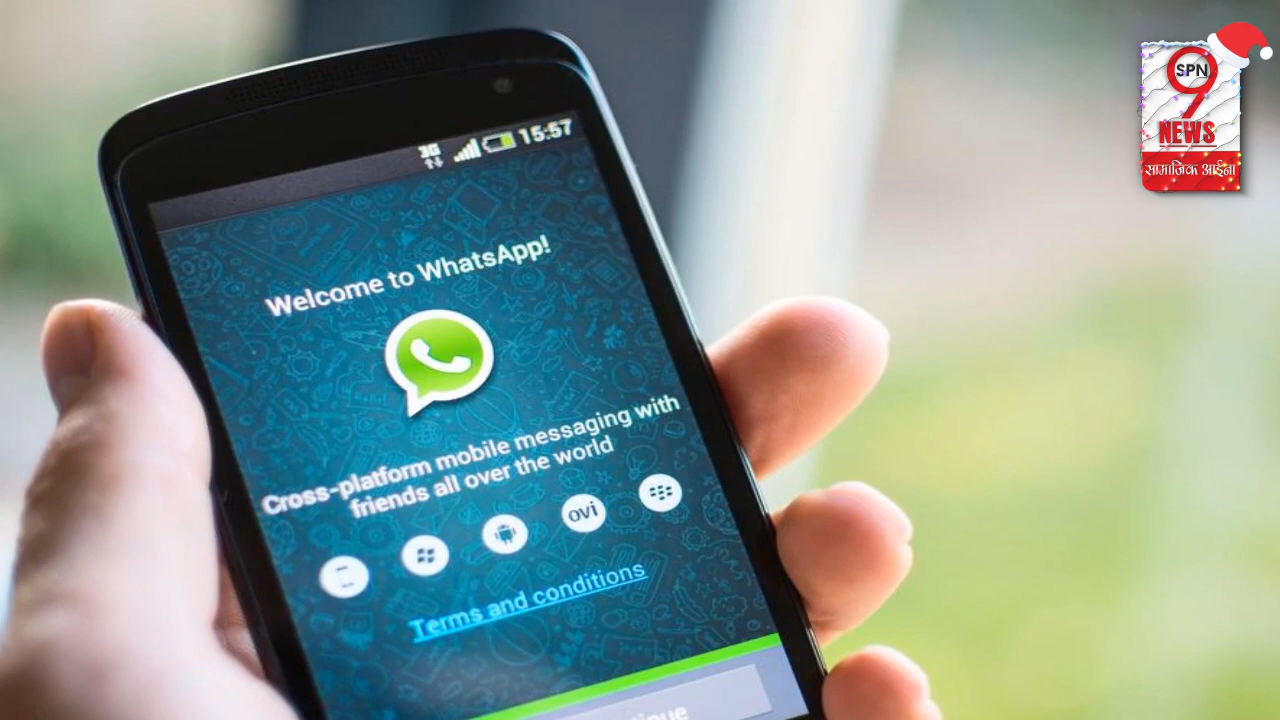 SPN
9
NEWS
सामाजिक आईना
3G
15:57
Welcome to WhatsApp!
Cross-platform mobile messaging with
friends all over the world
ovi
Terms and conditions